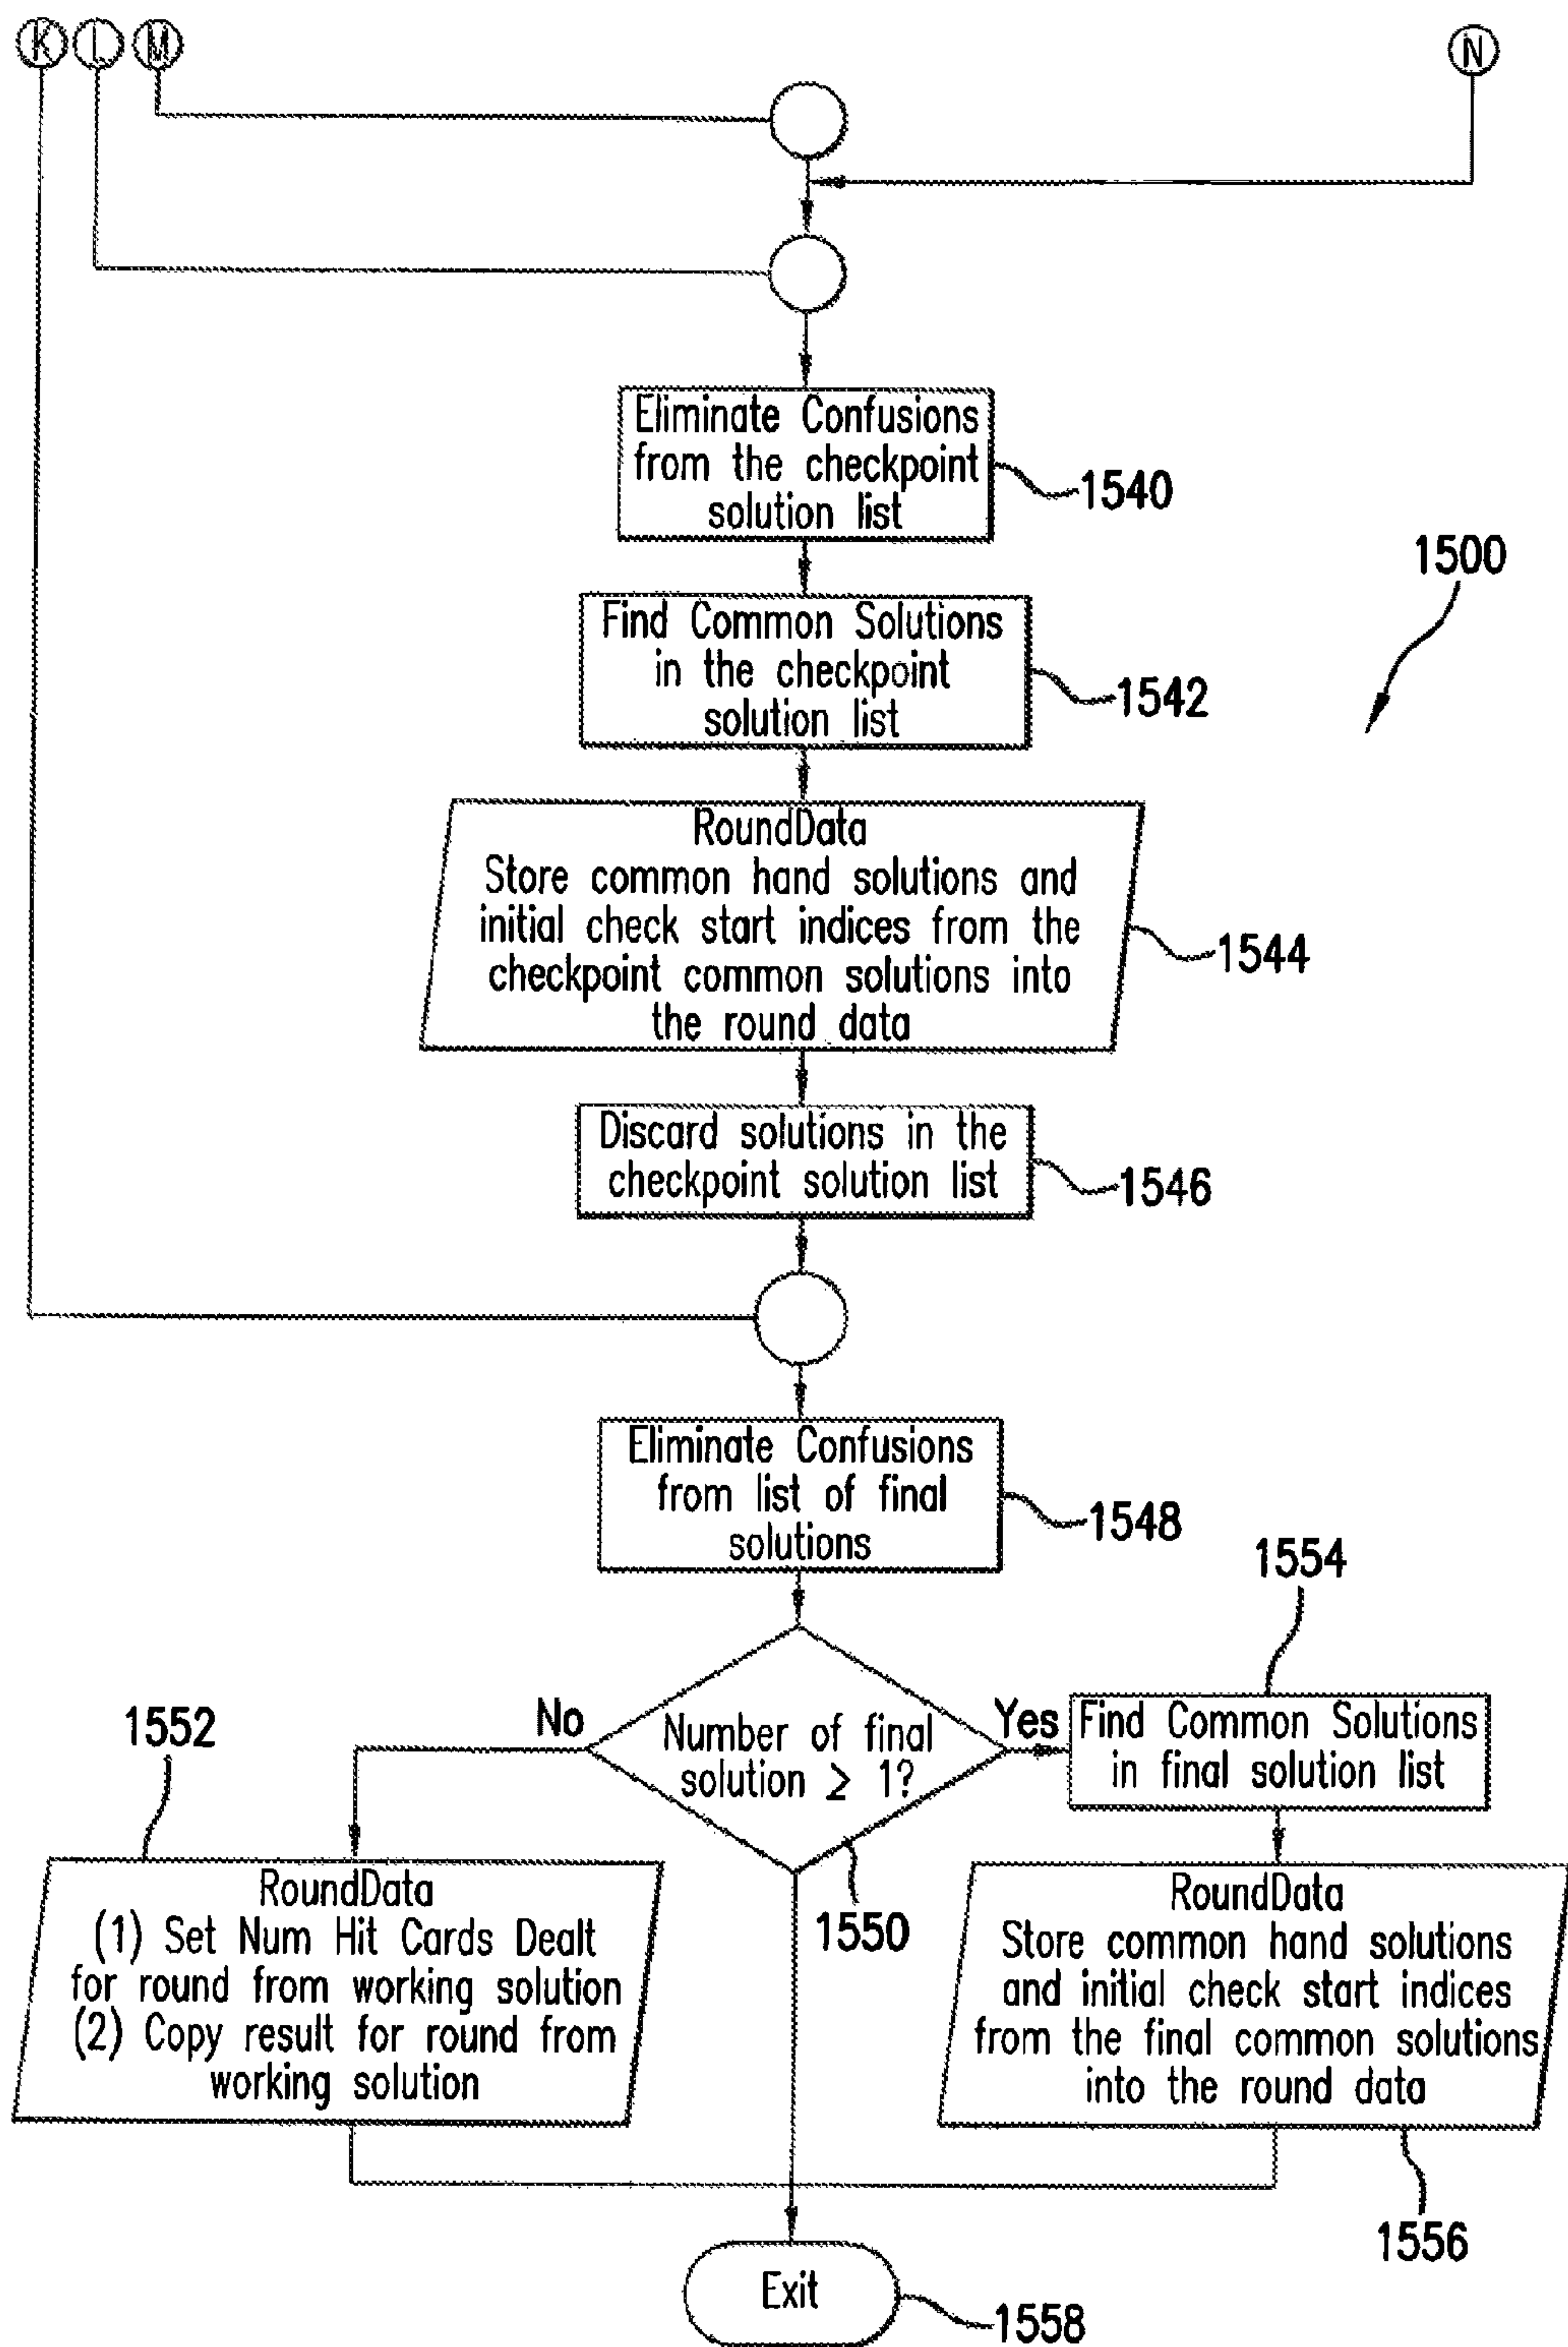 K L M N
Eliminate Confusions
from the checkpoint
solution list
1540
1500
Find Common Solutions
in the checkpoint
solution list
1542
RoundData
Store common hand solutions and
initial check start indices from the
checkpoint common solutions into
the round data
1544
Discard solutions in the
checkpoint solution list
1546
Eliminate Confusions
from list of final
solutions
1548
1554
1552
No
Number of final
solution ≥ 1?
Yes
Find Common Solutions
in final solution list
1550
RoundData
(1) Set Num Hit Cards Dealt
for round from working solution
(2) Copy result for round from
working solution
RoundData
Store common hand solutions
and initial check start indices
from the final common solutions
into the round data
1556
Exit
1558